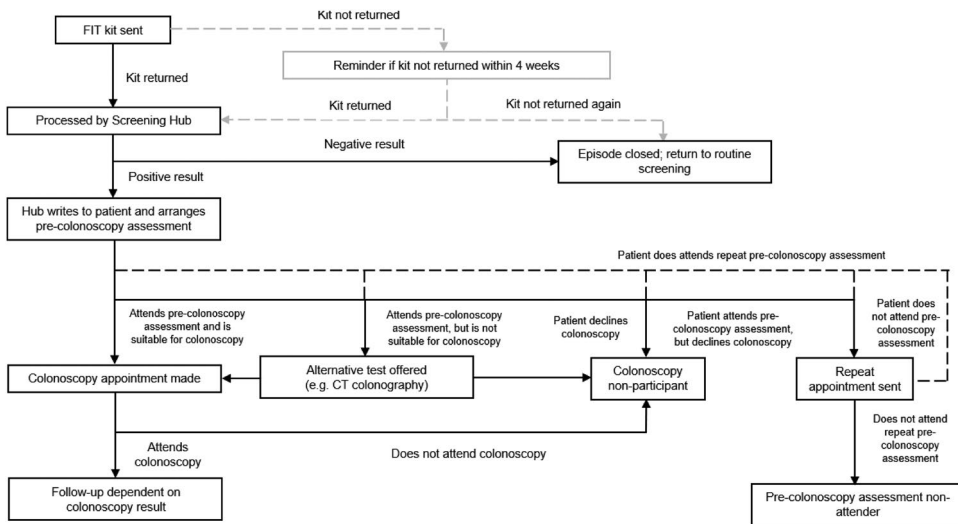 Kit not returned
FIT kit sent
Reminder if kit not returned within 4 weeks
Kit returned
Kit returned
Kit not returned again
Processed by Screening Hub
Negative result
Episode closed; return to routine
screening
Positive result
Hub writes to patient and arranges
pre-colonoscopy assessment
Patient does attends repeat pre-colonoscopy assessment
Attends pre-colonoscopy
assessment and is
suitable for colonoscopy
Attends pre-colonoscopy
assessment, but is not
suitable for colonoscopy
Patient declines
colonoscopy
Patient attends pre-
colonoscopy assessment,
but declines colonoscopy
Patient does
not attend pre-
colonoscopy
assessment
Colonoscopy appointment made
Alternative test offered
(e.g. CT colonography)
Colonoscopy
non-participant
Repeat
appointment sent
Attends
colonoscopy
Does not attend colonoscopy
Does not attend
repeat pre-
colonoscopy
assessment
Follow-up dependent on
colonoscopy result
Pre-colonoscopy assessment non-
attender